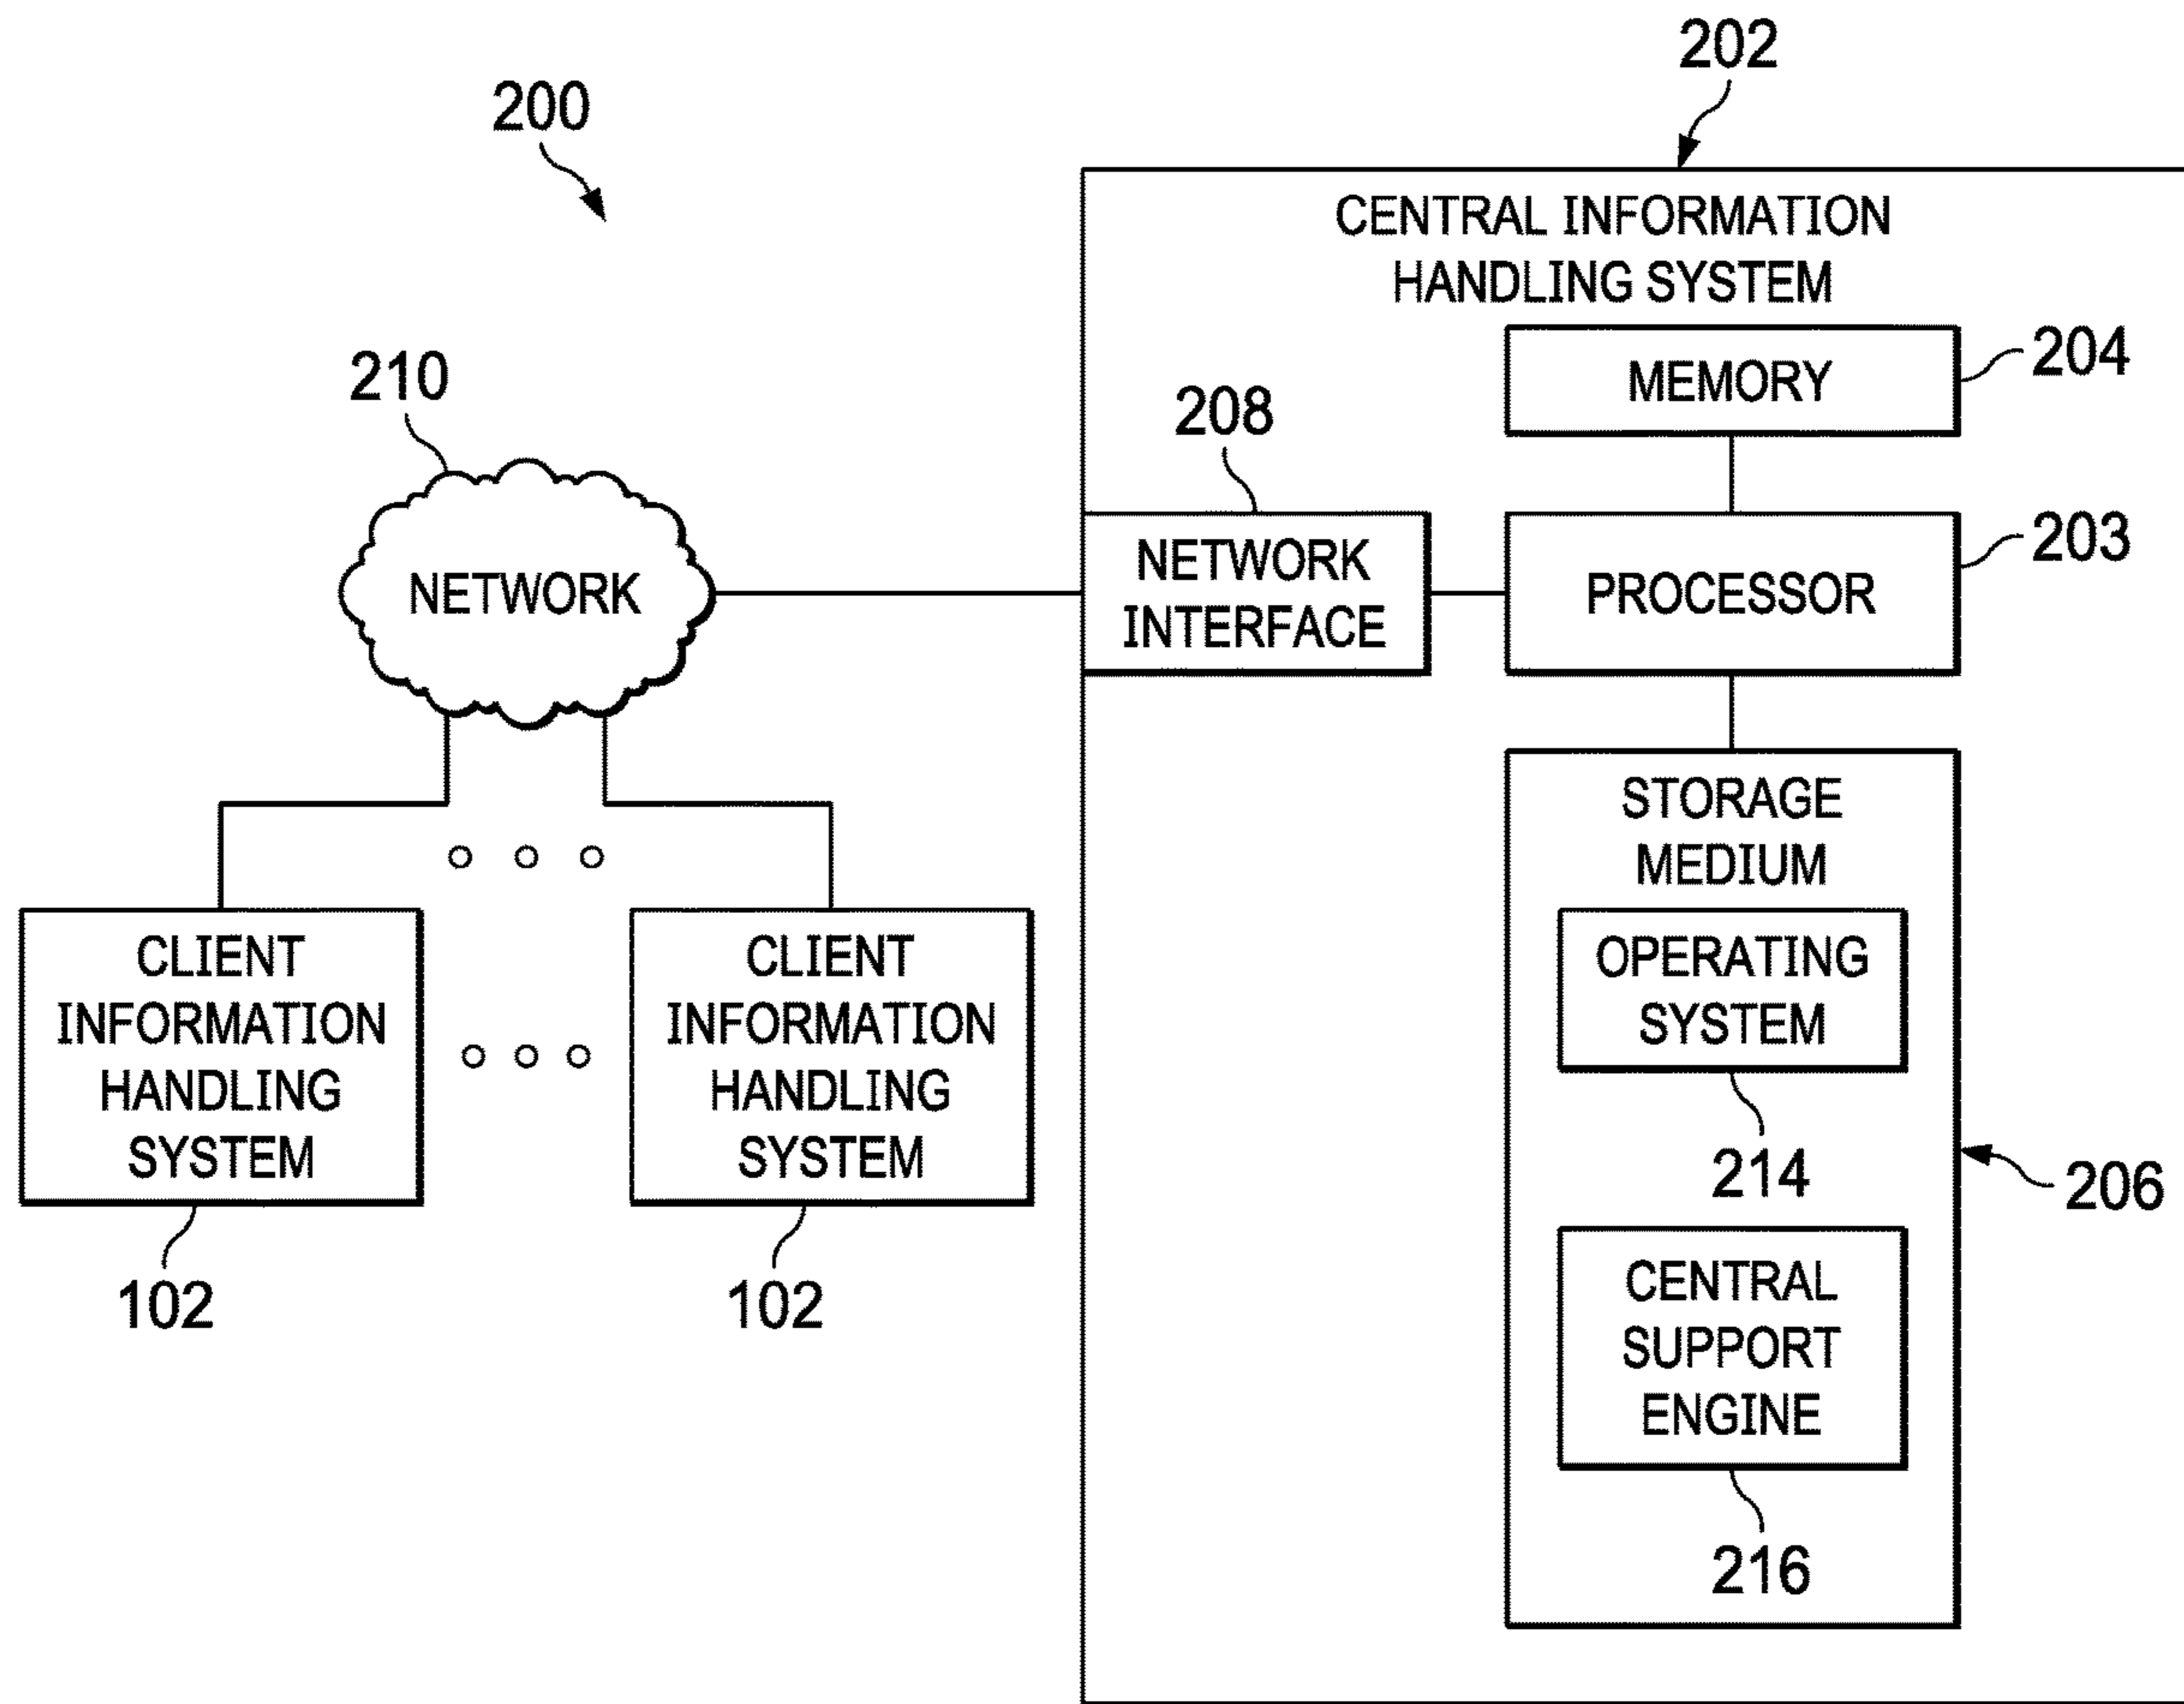 202
200
CENTRAL INFORMATION
HANDLING SYSTEM
204
MEMORY
210
208
203
NETWORK
NETWORK
INTERFACE
PROCESSOR
STORAGE
MEDIUM
CLIENT
INFORMATION
HANDLING
SYSTEM
102
CLIENT
INFORMATION
HANDLING
SYSTEM
102
OPERATING
SYSTEM
214
206
CENTRAL
SUPPORT
ENGINE
216